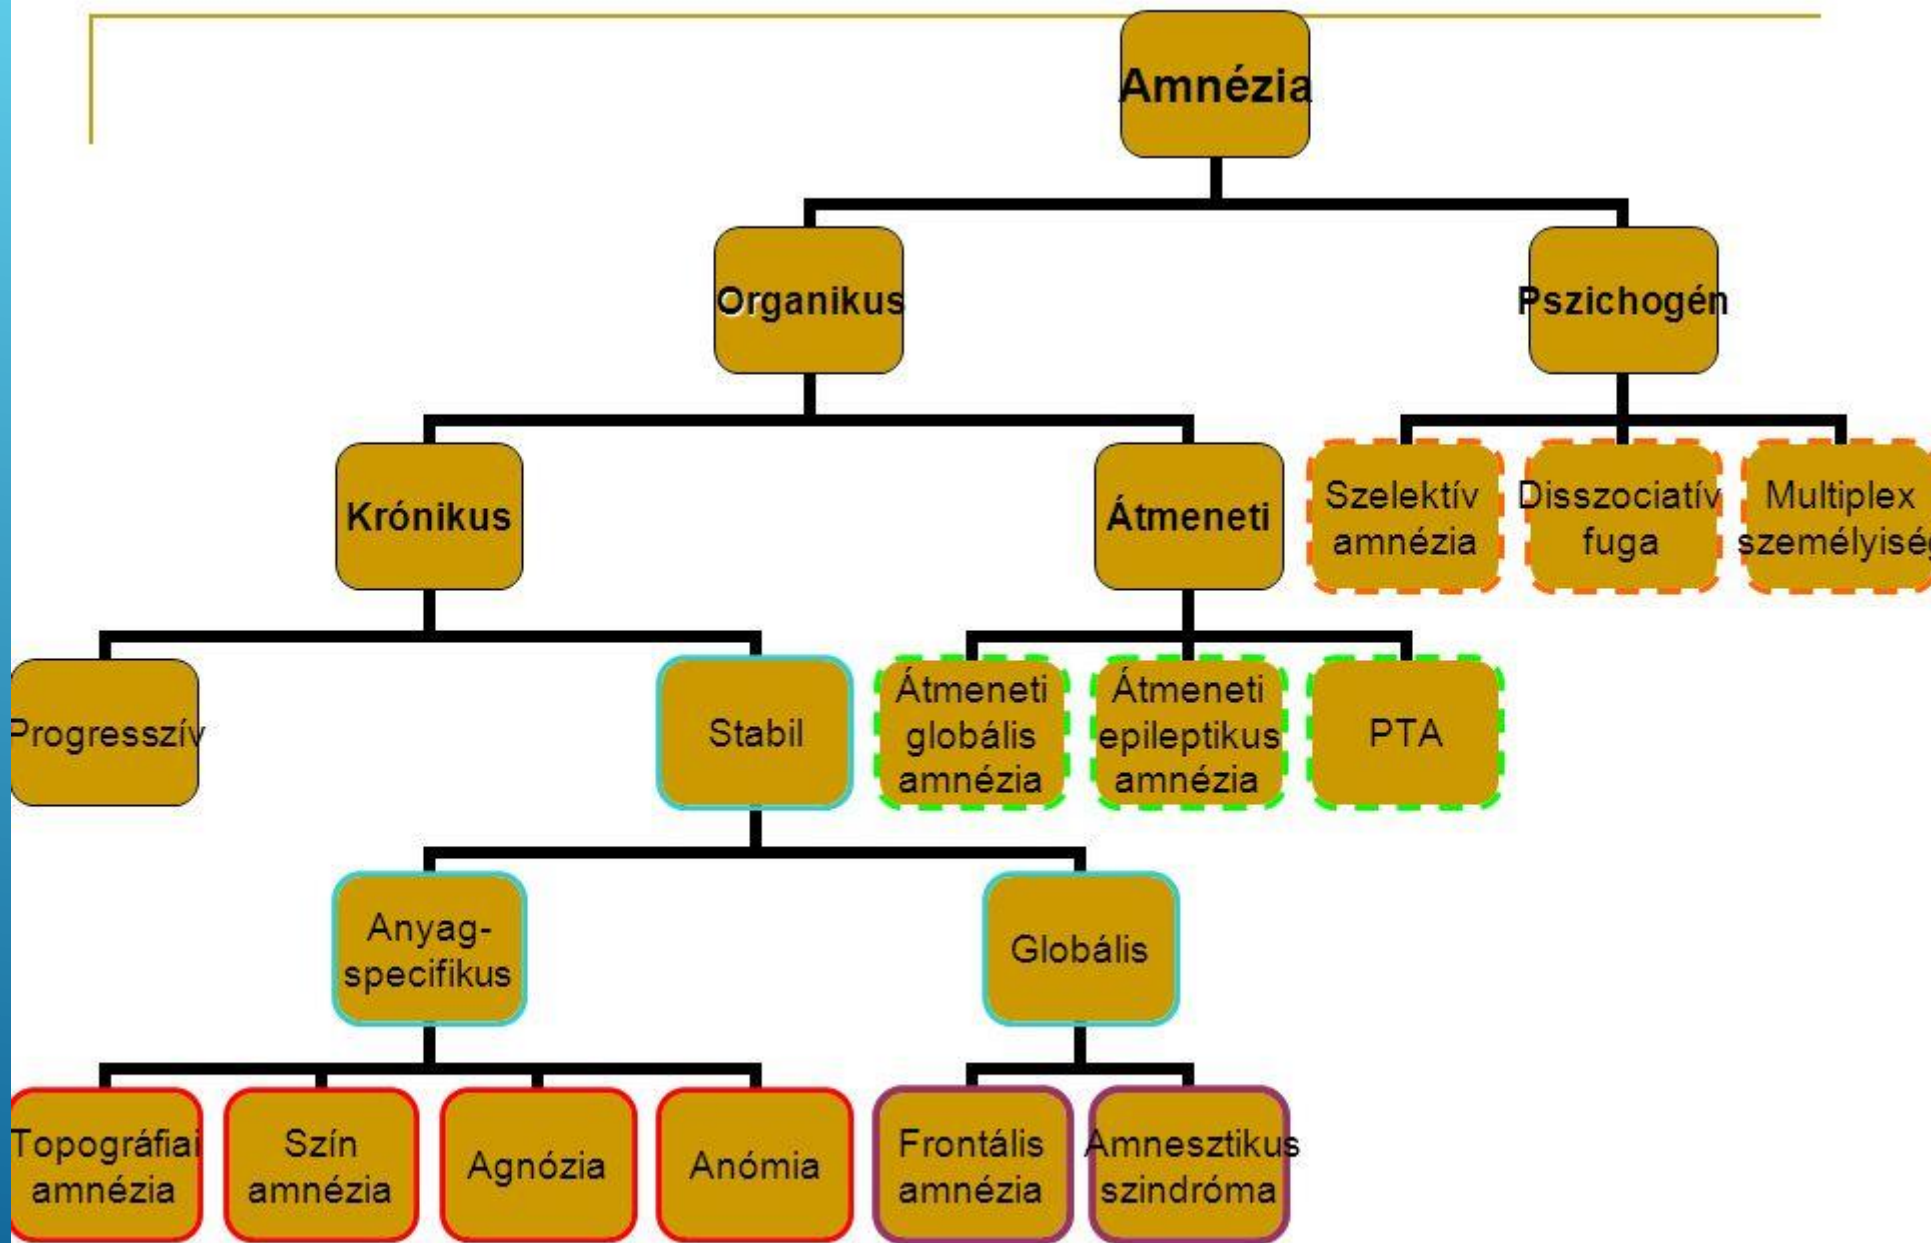 Amnézia
Organikus
Pszichogén
Krónikus
Átmeneti
Szelektív
amnézia
Disszociatív
fuga
Multiplex
személyiség
Progresszív
Stabil
Átmeneti
globális
amnézia
Átmeneti
epileptikus
amnézia
PTA
Anyag-
specifikus
Globális
Topográfiai
amnézia
Szín
amnézia
Agnózia
Anómia
Frontális
amnézia
Amnesztikus
szindróma